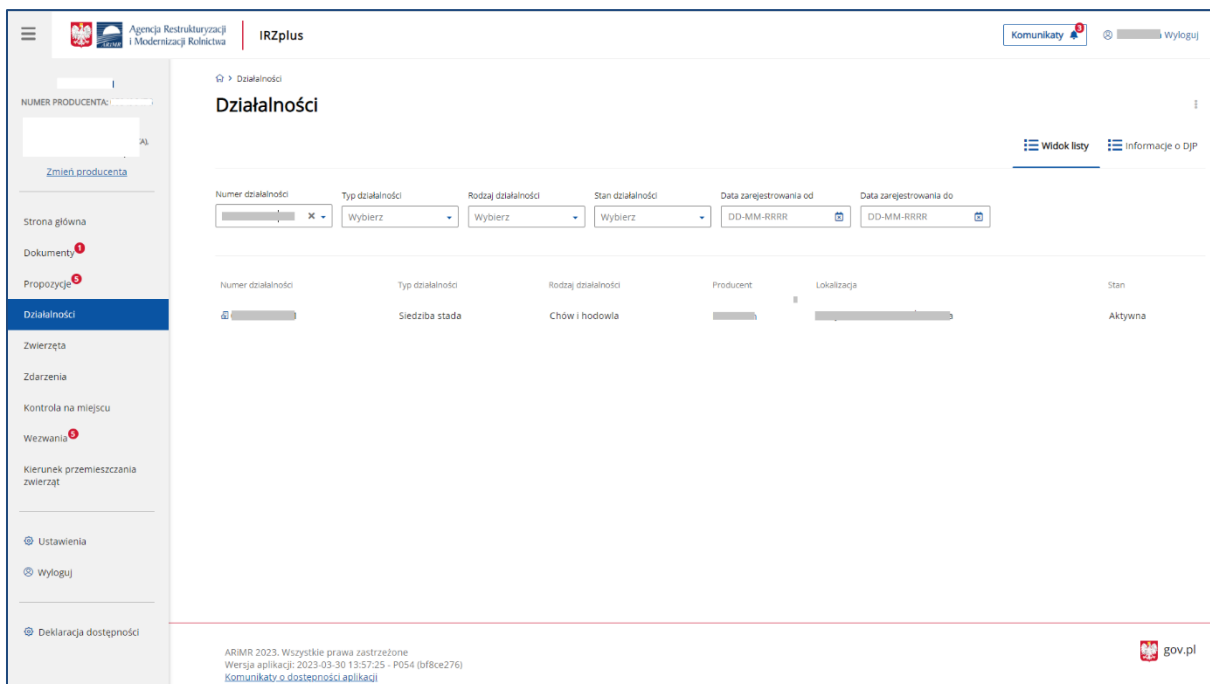 Agencja Restrukturyzacji
i Modernizacji Rolnictwa
ARiMR
IRZplus
Komunikaty 3
Wyloguj
NUMER PRODUCENTA:
Zmień producenta
Strona główna
Dokumenty 1
Propozycje 5
Działalności
Zwierzęta
Zdarzenia
Kontrola na miejscu
Wezwania 5
Kierunek przemieszczania
zwierząt
Ustawienia
Wyloguj
Deklaracja dostępności
> Działalności
Działalności
Widok listy Informacje o DJP
Numer działalności Typ działalności Rodzaj działalności Stan działalności Data zarejestrowania od Data zarejestrowania do
Wybierz Wybierz Wybierz DD-MM-RRRR DD-MM-RRRR
Numer działalności Typ działalności Rodzaj działalności Producent Lokalizacja Stan
Siedziba stada Chów i hodowla Aktywna
ARiMR 2023. Wszystkie prawa zastrzeżone
Wersja aplikacji: 2023-03-30 13:57:25 - P054 (bf8ce276)
Komunikaty o dostępności aplikacji
gov.pl